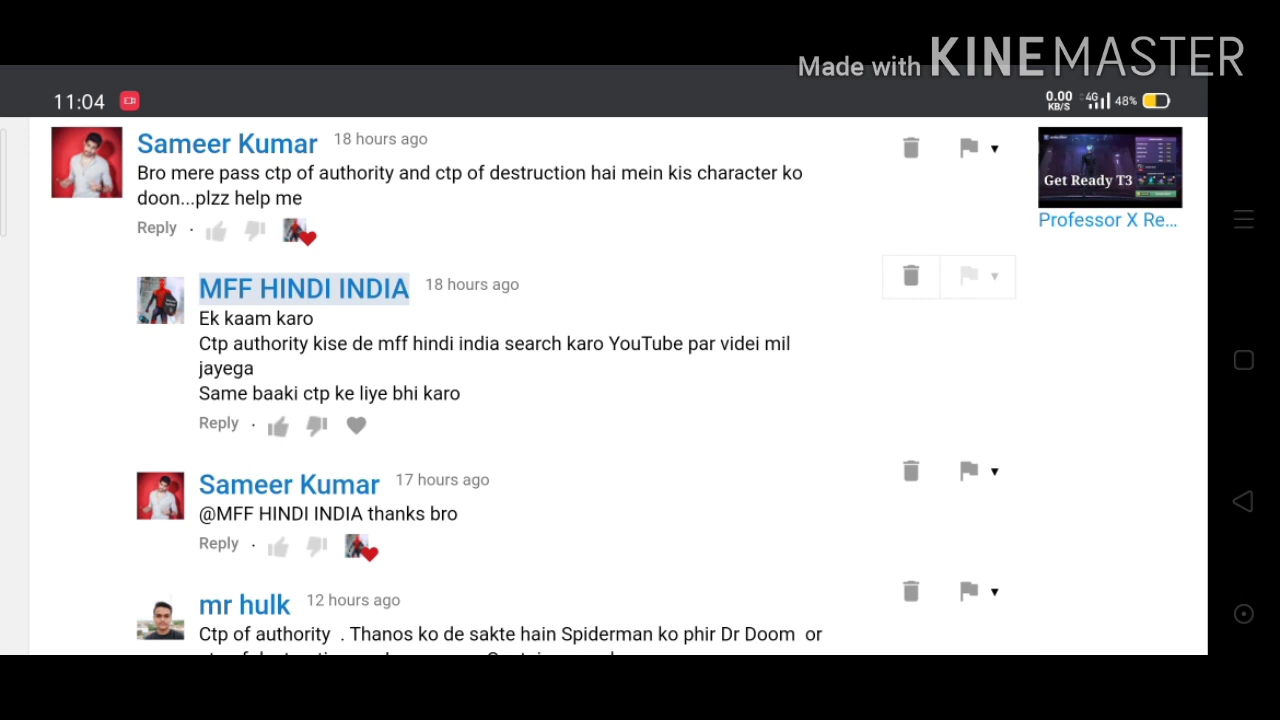 Made with KINEMASTER
11:04
0.00 KB/S 4G 48%
Sameer Kumar 18 hours ago
Bro mere pass ctp of authority and ctp of destruction hai mein kis character ko
doon...plzz help me
Reply ·
Get Ready T3
Professor X Re...
MFF HINDI INDIA 18 hours ago
Ek kaam karo
Ctp authority kise de mff hindi india search karo YouTube par videi mil
jayega
Same baaki ctp ke liye bhi karo
Reply ·
Sameer Kumar 17 hours ago
@MFF HINDI INDIA thanks bro
Reply ·
mr hulk 12 hours ago
Ctp of authority . Thanos ko de sakte hain Spiderman ko phir Dr Doom or